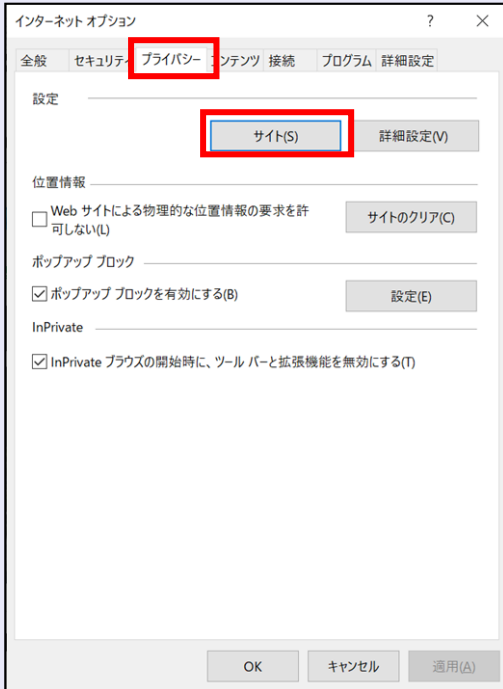 インターネット オプション ? ×
全般 セキュリティ プライバシー コンテンツ 接続 プログラム 詳細設定
設定
サイト(S) 詳細設定(V)
位置情報
Web サイトによる物理的な位置情報の要求を許
可しない(L)
サイトのクリア(C)
ポップアップ ブロック
ポップアップ ブロックを有効にする(B) 設定(E)
InPrivate
InPrivate ブラウズの開始時に、ツール バーと拡張機能を無効にする(T)
OK キャンセル 適用(A)